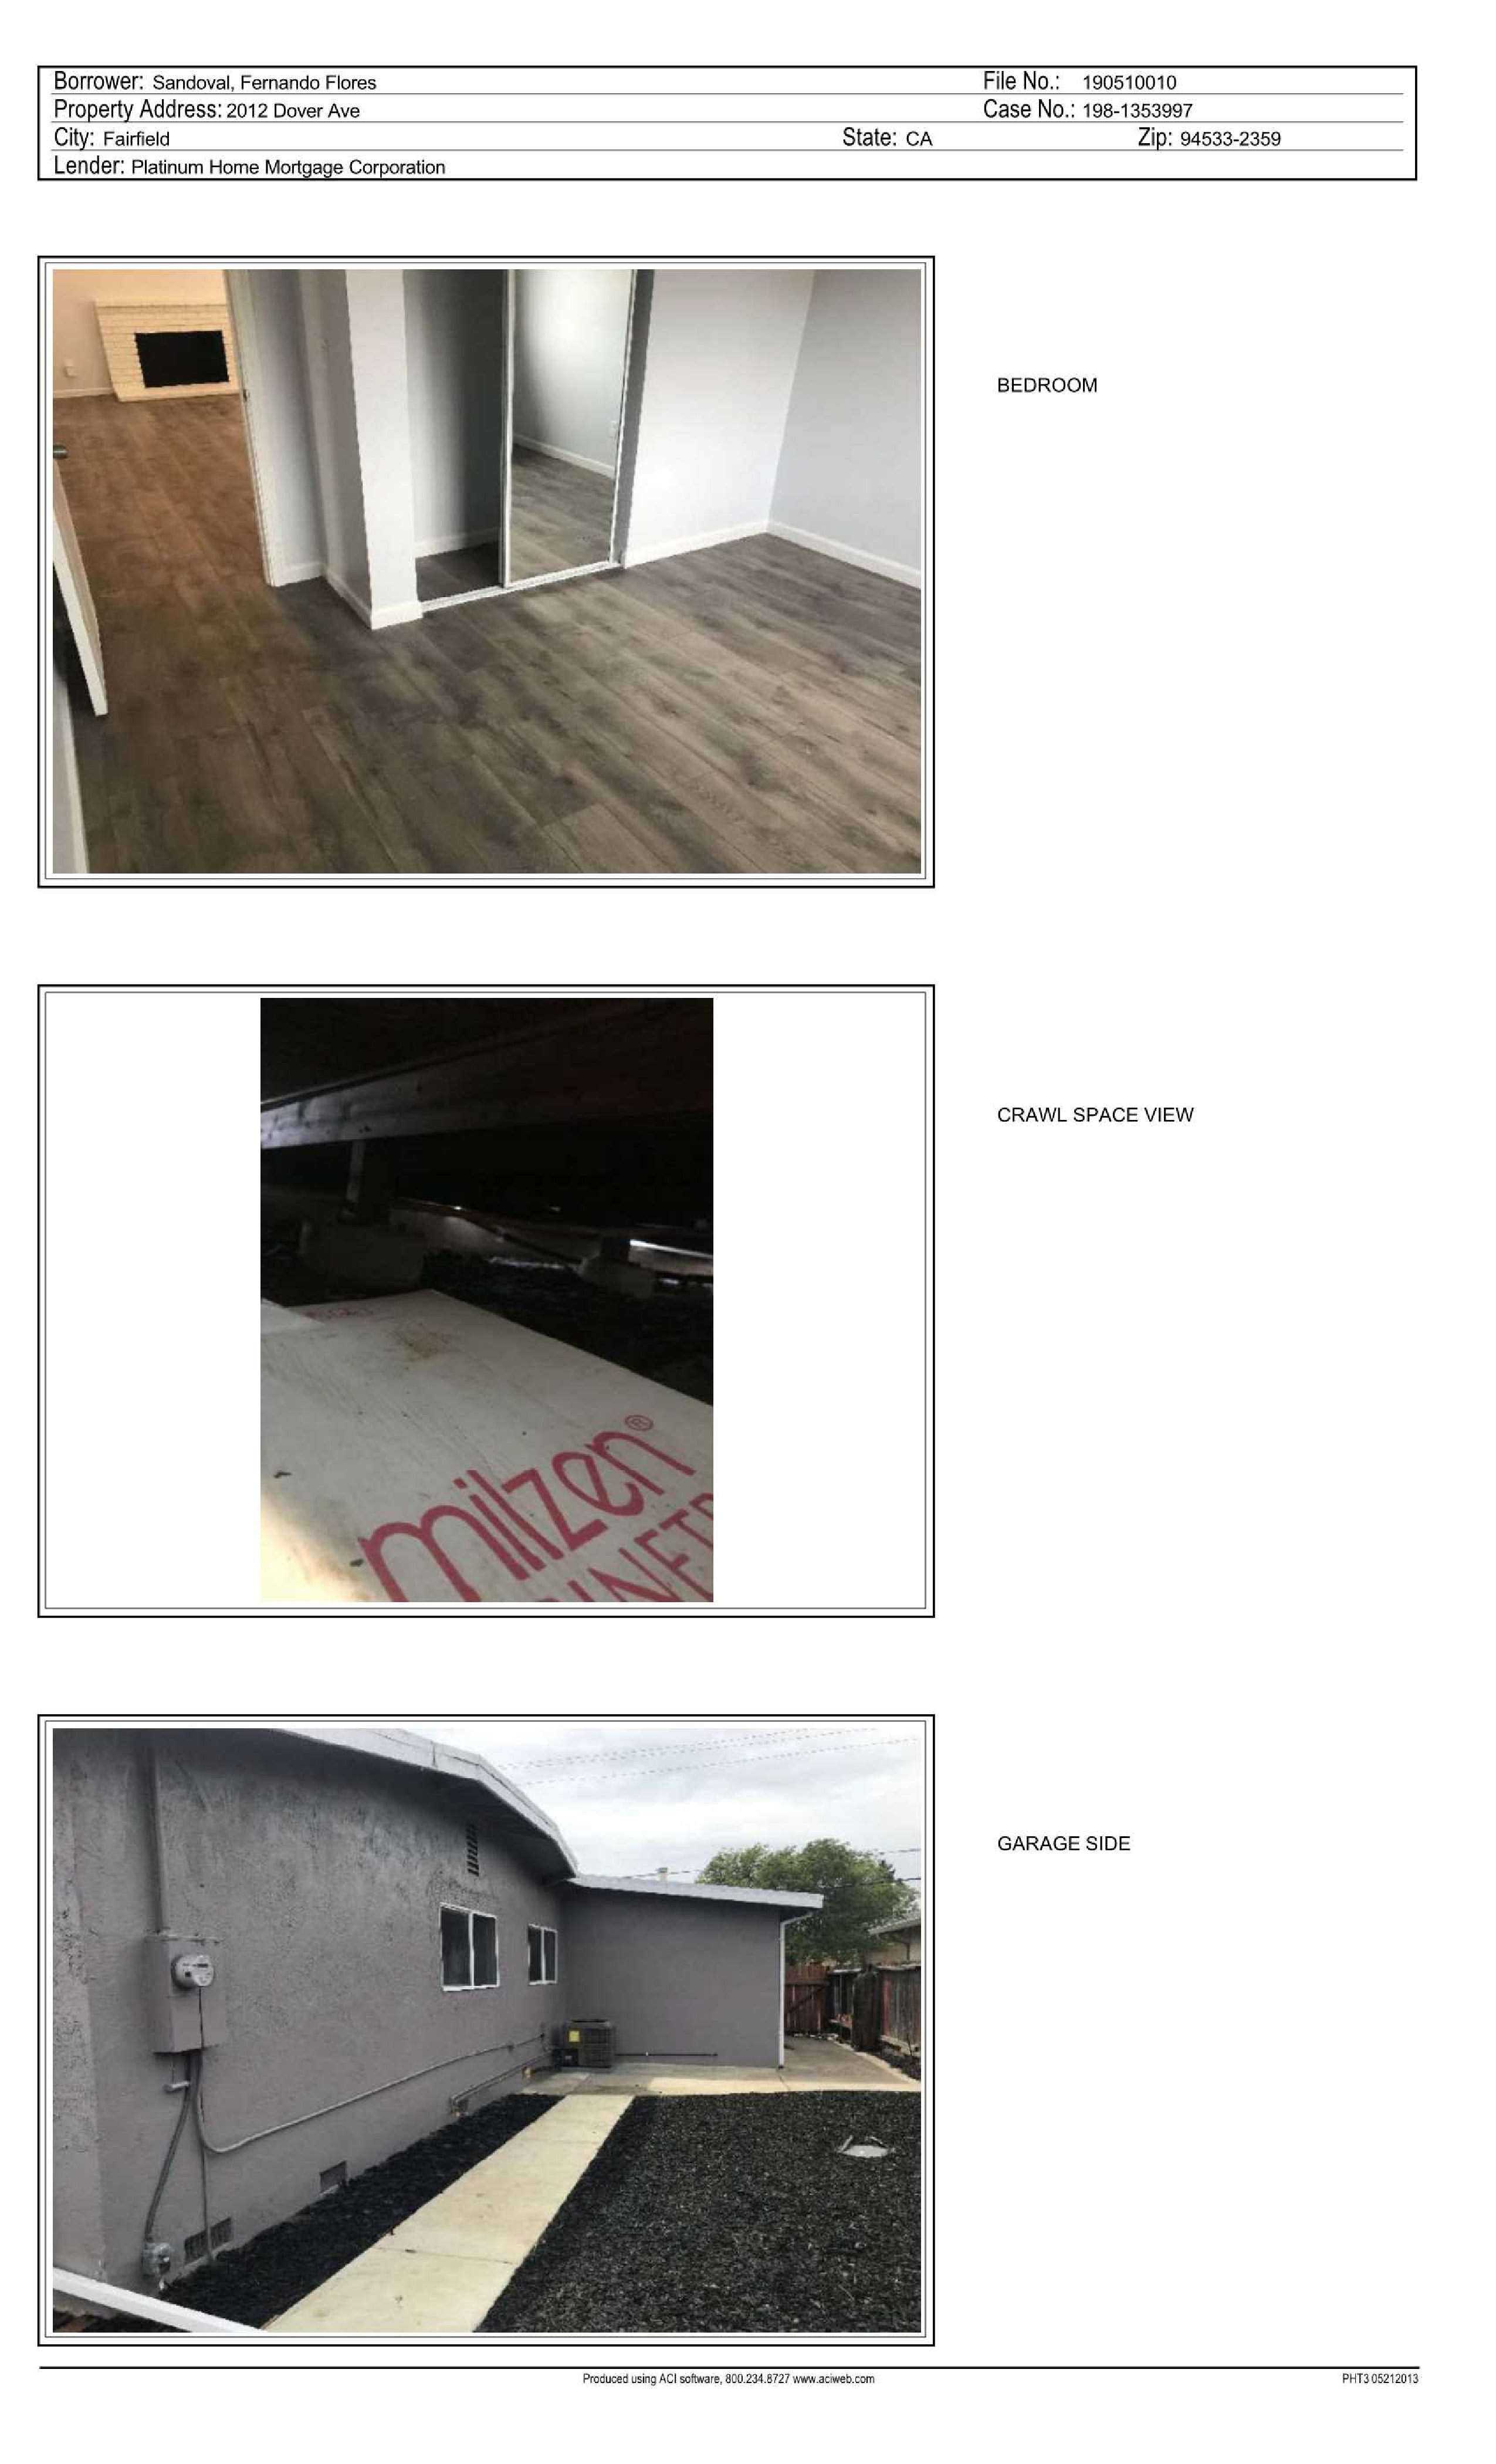 Borrower: Sandoval, Fernando Flores File No.: 190510010
Property Address: 2012 Dover Ave Case No.: 198-1353997
City: Fairfield State: CA Zip: 94533-2359
Lender: Platinum Home Mortgage Corporation
BEDROOM
CRAWL SPACE VIEW
milzen®
GARAGE SIDE
Produced using ACI software, 800.234.8727 www.aciweb.com PHT3 05212013